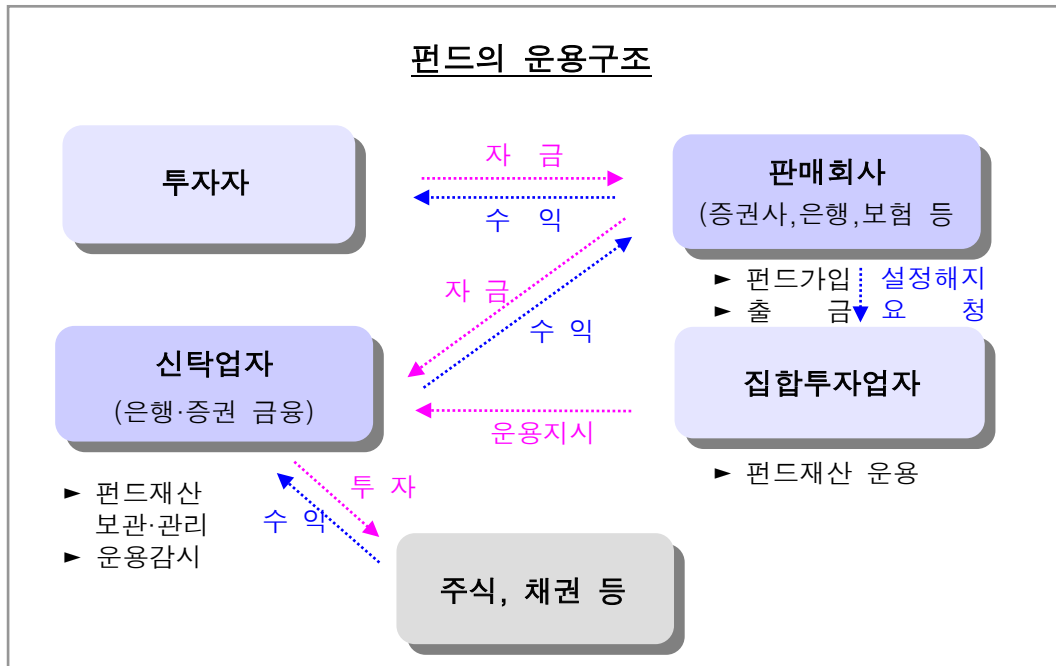 펀드의 운용구조
투자자
자 금
수 익
판매회사
(증권사,은행,보험 등
► 펀드가입
► 출 금
설정해지
요 청
자 금
수 익
신탁업자
(은행·증권 금융)
집합투자업자
운용지시
► 펀드재산 운용
► 펀드재산
보관·관리
► 운용감시
투 자
수 익
주식, 채권 등